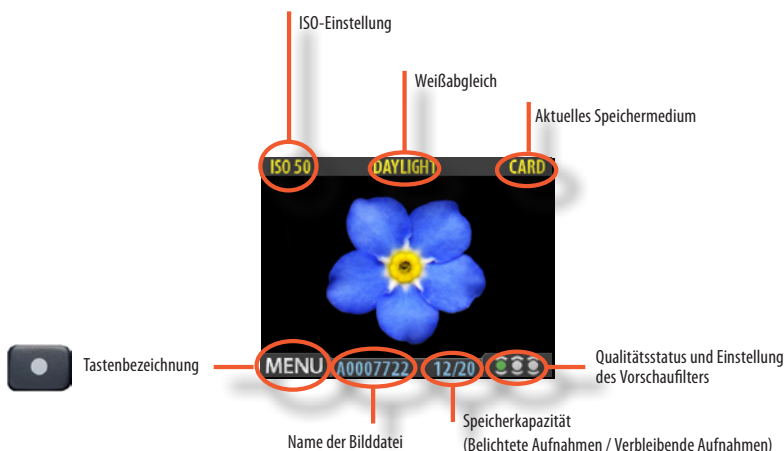 ISO-Einstellung
Weißabgleich
Aktuelles Speichermedium
ISO 50 DAYLIGHT CARD
Tastenbezeichnung
MENU A0007722 12/20
Qualitätsstatus und Einstellung
des Vorschaufilters
Name der Bilddatei
Speicherkapazität
(Belichtete Aufnahmen / Verbleibende Aufnahmen)